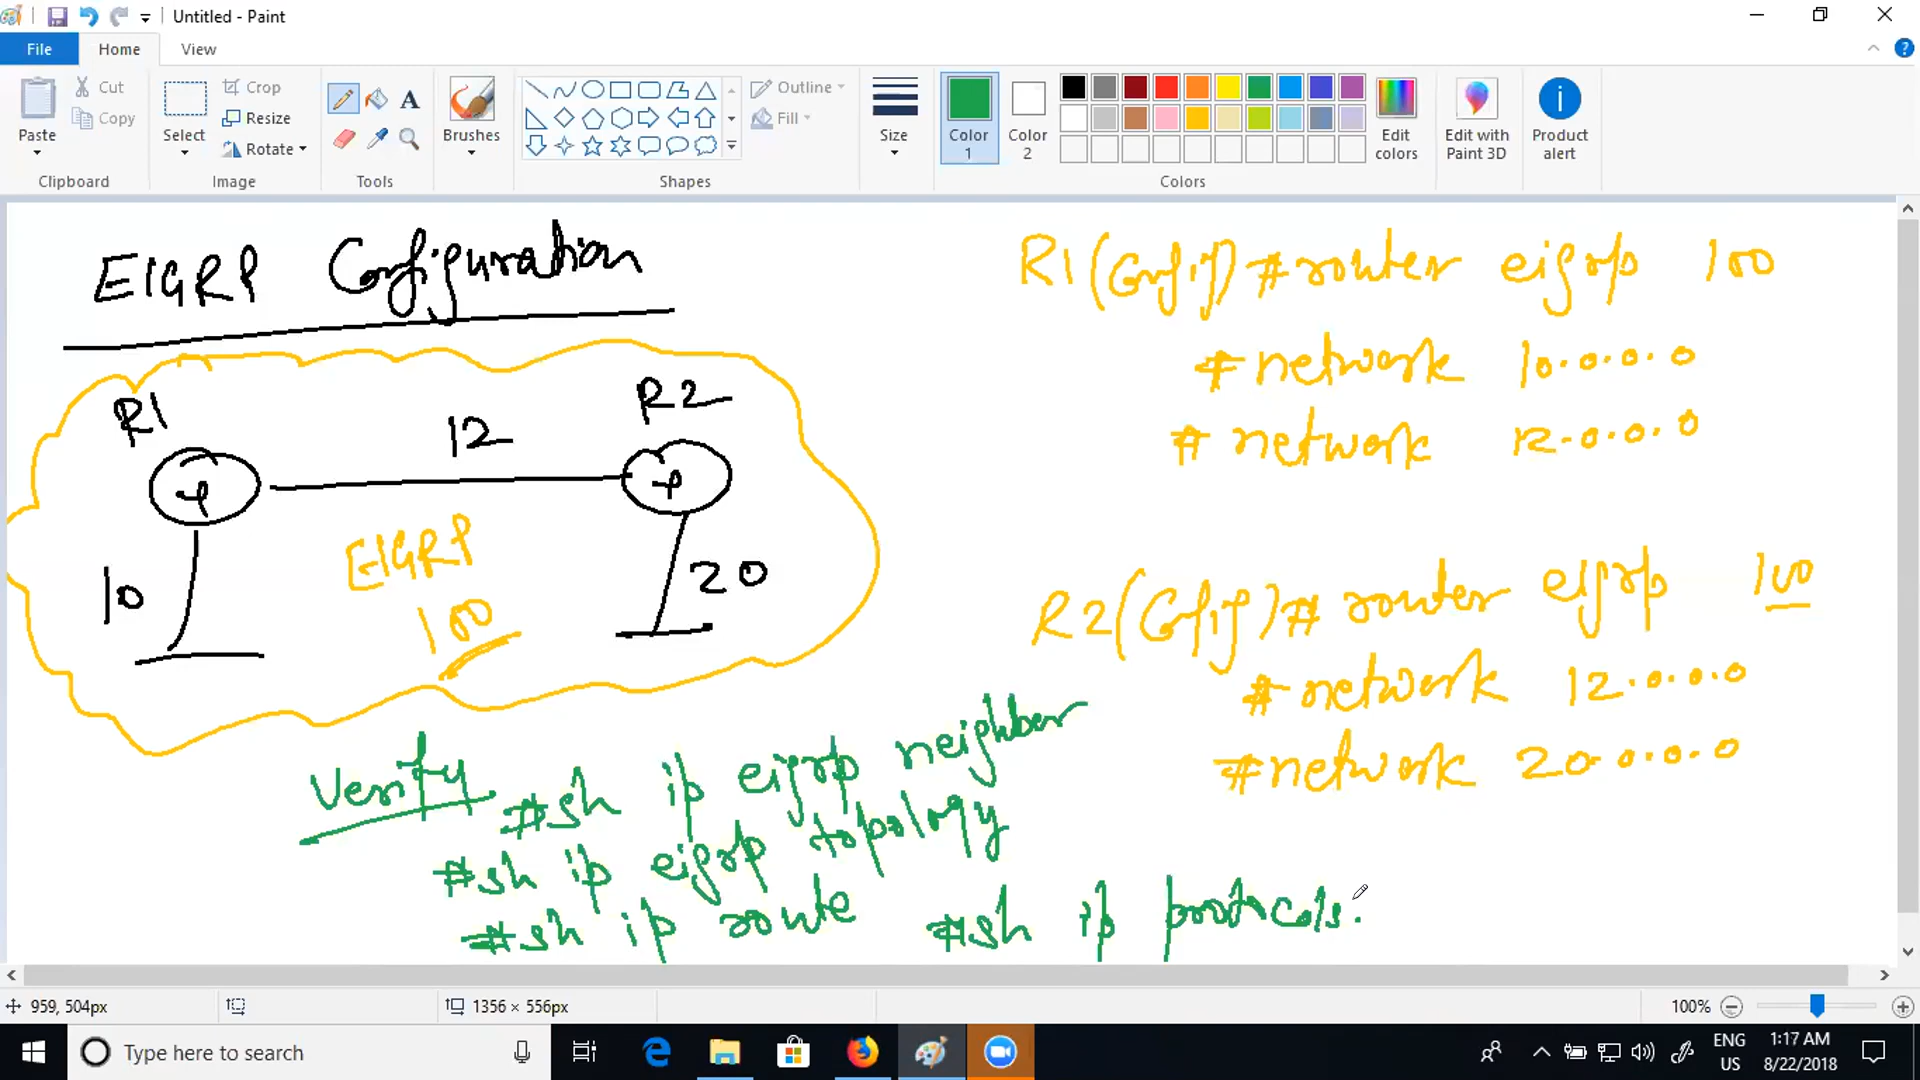 Untitled - Paint
File Home View
Paste
Cut
Copy
Clipboard
Select
Crop
Resize
Rotate
Image
Tools
Brushes
Shapes
Outline
Fill
Size
Color 1
Color 2
Colors
Edit colors
Edit with Paint 3D
Product alert
EIGRP Configuration
R1
R2
12
10
20
EIGRP
100
R1(Config)#router eigrp 100
#network 10.0.0.0
#network 12.0.0.0
R2(Config)# router eigrp 100
#network 12.0.0.0
#network 20.0.0.0
Verify #sh ip eigrp neighbor
#sh ip eigrp topology
#sh ip route #sh ip protocols.
959, 504px
1356 × 556px
100%
Type here to search
ENG
US
1:17 AM
8/22/2018